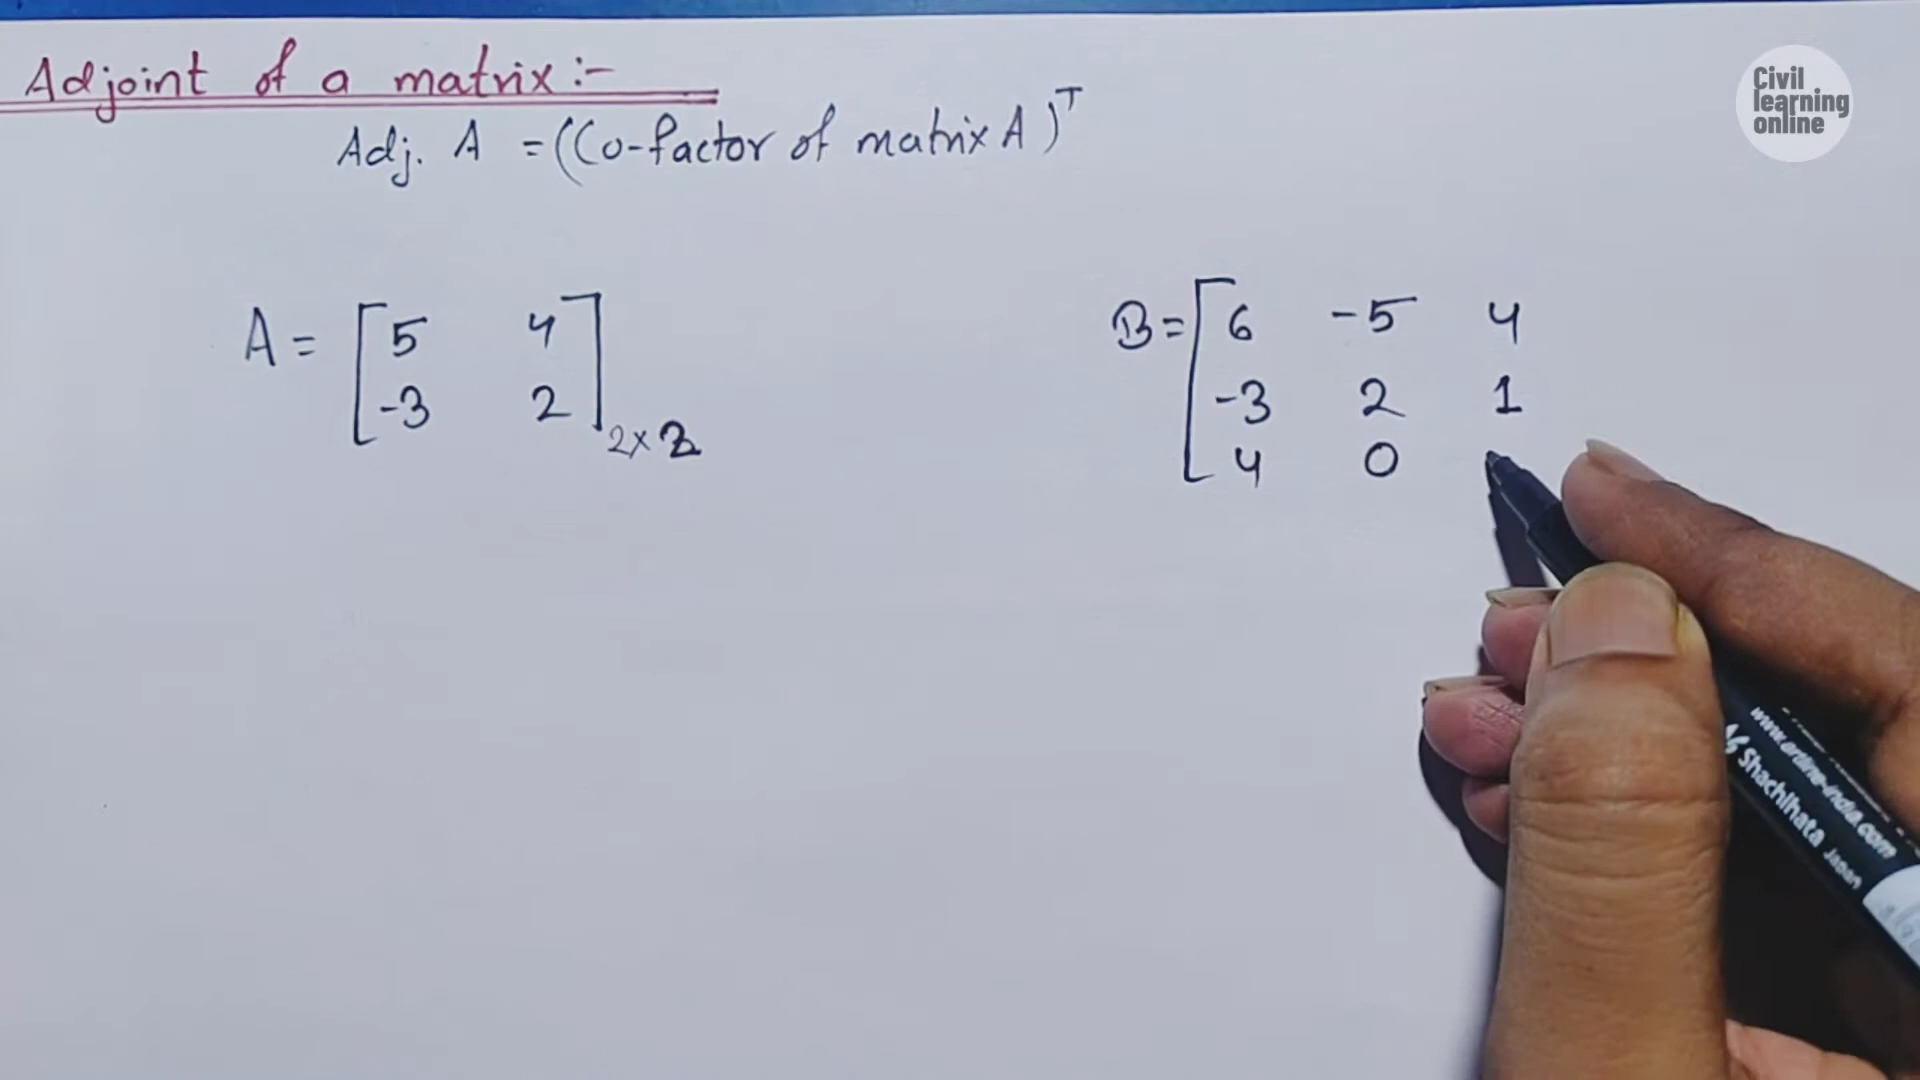 Adjoint of a matrix:-
Adj. A = (Co-factor of matrix A)ᵀ
A = [5 4
-3 2] 2×2
B = [6 -5 4
-3 2 1
4 0
Civil
learning
online
www.artline-india.com
Shachihata Japan